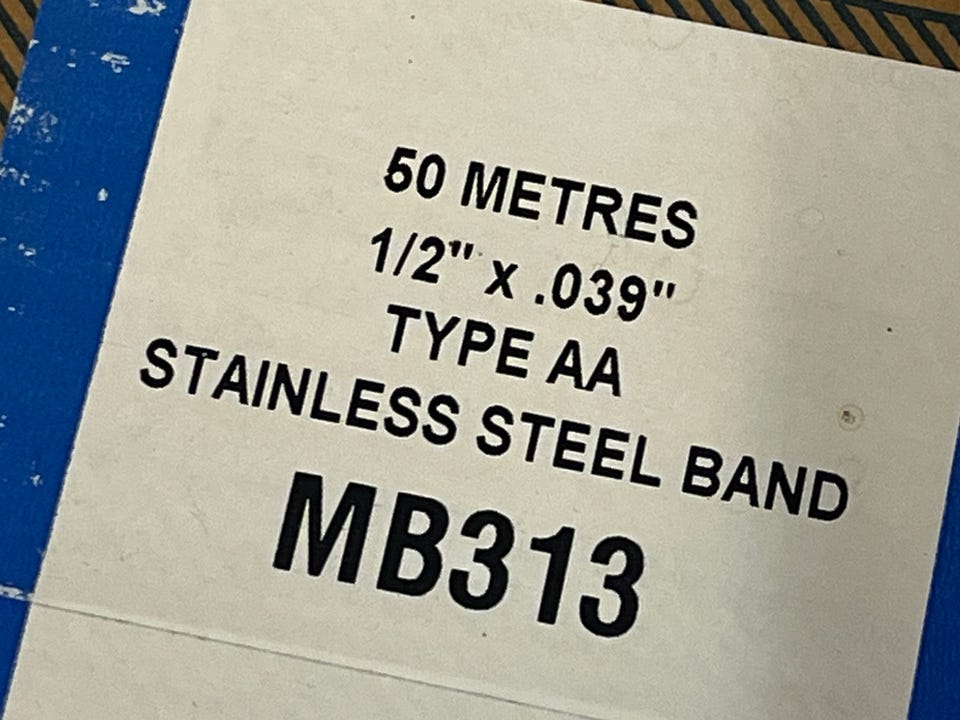 50 METRES
1/2" x .039"
TYPE AA
STAINLESS STEEL BAND
MB313